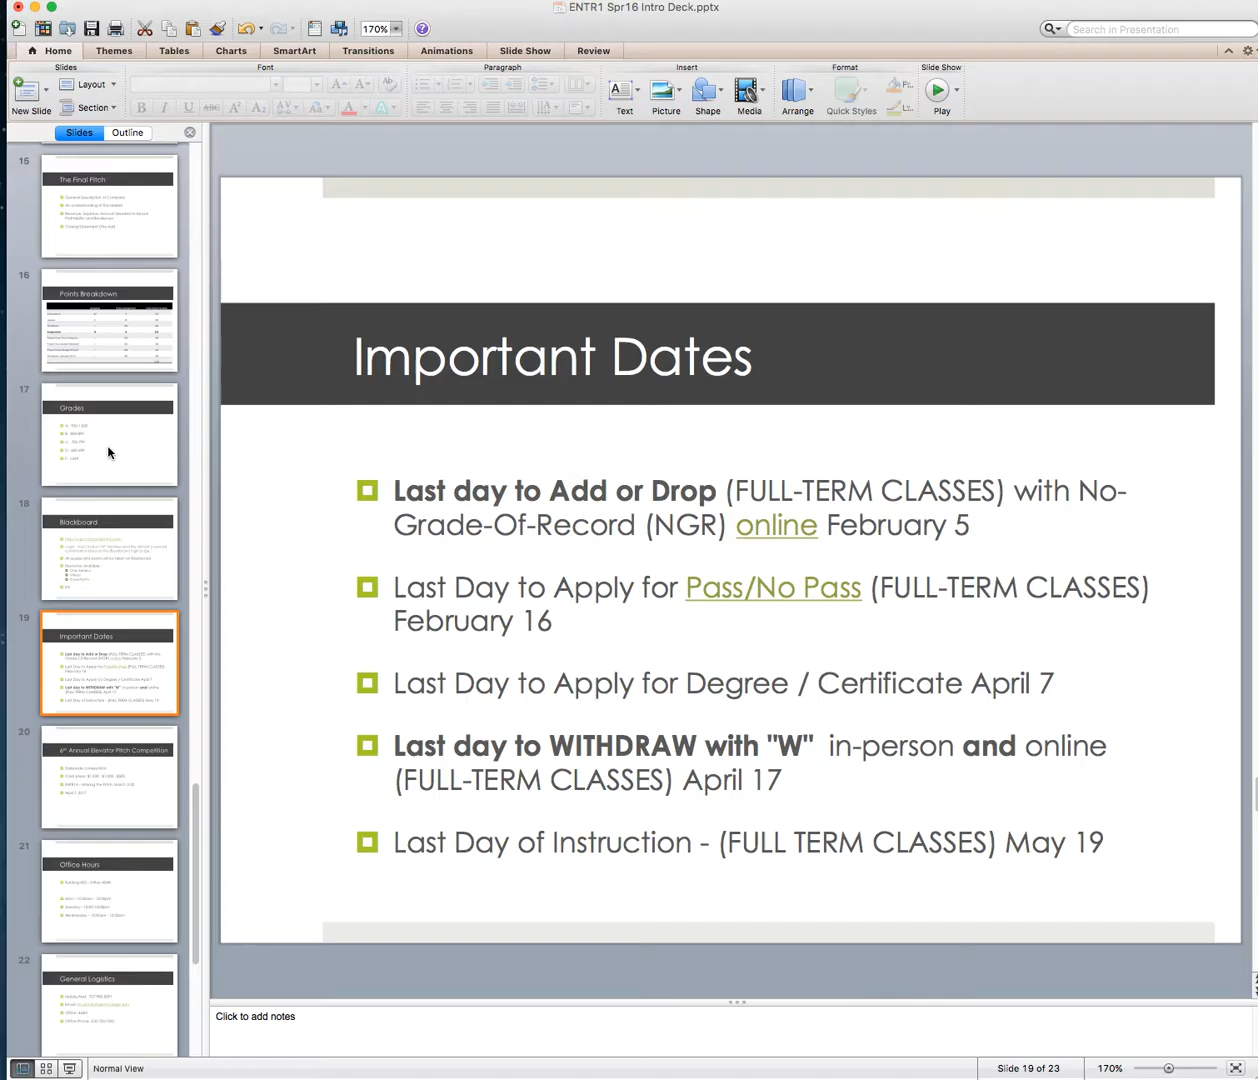 ENTR1 Spr16 Intro Deck.pptx
170%
Search in Presentation
Home Themes Tables Charts SmartArt Transitions Animations Slide Show Review
Slides Font Paragraph Insert Format Slide Show
Layout
New Slide Section
Text Picture Shape Media Arrange Quick Styles Play
Slides Outline
15
The Final Pitch
16
Points Breakdown
17
Grades
18
Blackboard
19
Important Dates
20
6th Annual Elevator Pitch Competition
21
Office Hours
22
General Logistics
Important Dates
Last day to Add or Drop (FULL-TERM CLASSES) with No-
Grade-Of-Record (NGR) online February 5
Last Day to Apply for Pass/No Pass (FULL-TERM CLASSES)
February 16
Last Day to Apply for Degree / Certificate April 7
Last day to WITHDRAW with "W" in-person and online
(FULL-TERM CLASSES) April 17
Last Day of Instruction - (FULL TERM CLASSES) May 19
Click to add notes
Normal View
Slide 19 of 23
170%